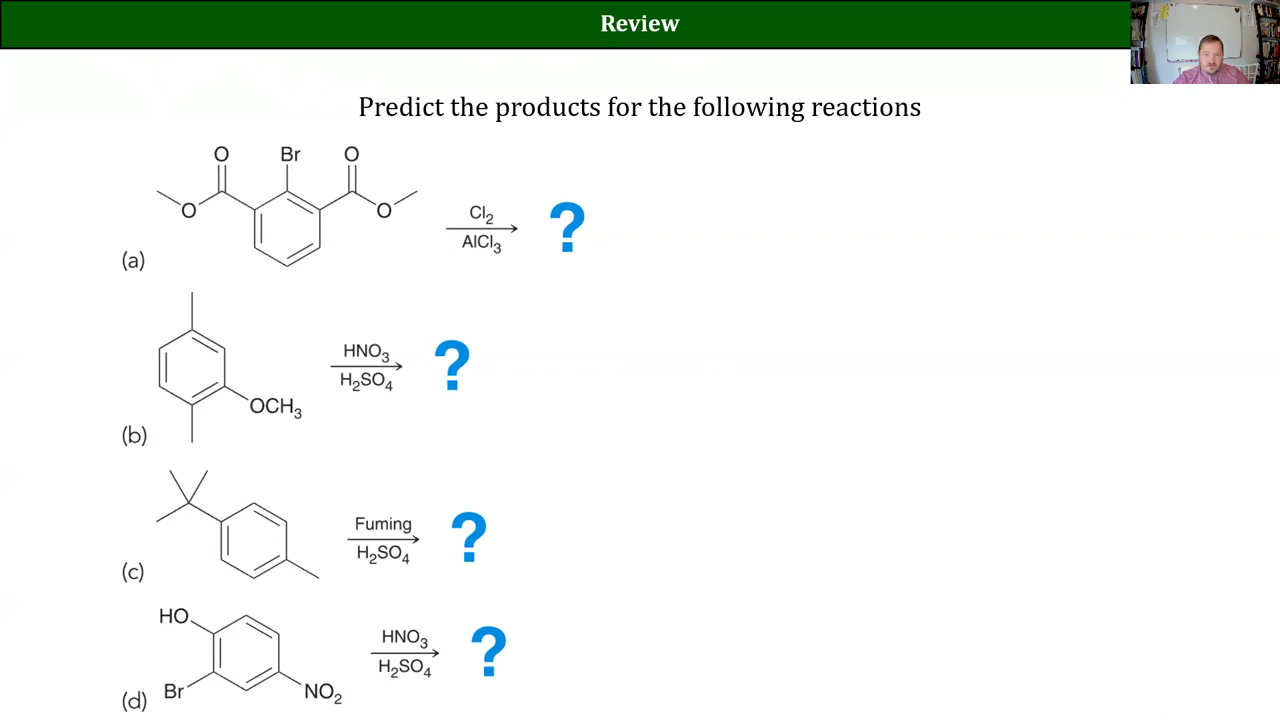 Review
Predict the products for the following reactions
O Br O
O O
Cl2
AlCl3
?
(a)
HNO3
H2SO4
?
OCH3
(b)
Fuming
H2SO4
?
(c)
HO
HNO3
H2SO4
?
Br NO2
(d)